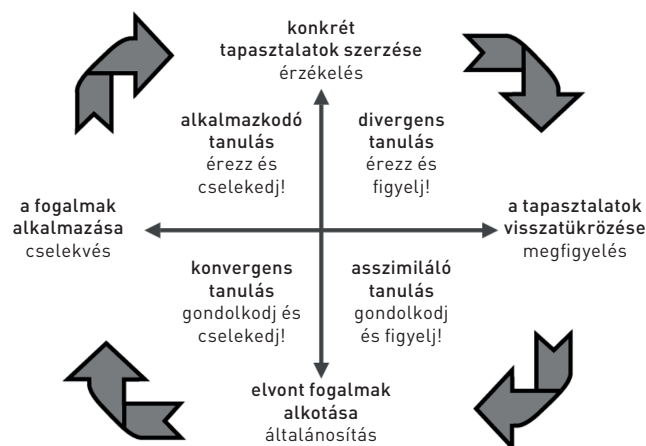 konkrét
tapasztalatok szerzése
érzékelés
alkalmazkodó
tanulás
érezz és
cselekedj!
divergens
tanulás
érezz és
figyelj!
a fogalmak
alkalmazása
cselekvés
a tapasztalatok
visszatükrözése
megfigyelés
konvergens
tanulás
gondolkodj és
cselekedj!
asszimiláló
tanulás
gondolkodj
és figyelj!
elvont fogalmak
alkotása
általánosítás